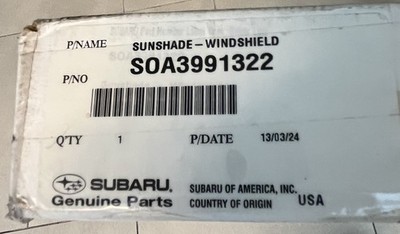 P/NAME SUNSHADE-WINDSHIELD
P/NO SOA3991322
Q'TY 1 P/DATE 13/03/24
SUBARU. SUBARU OF AMERICA, INC.
Genuine Parts COUNTRY OF ORIGIN USA